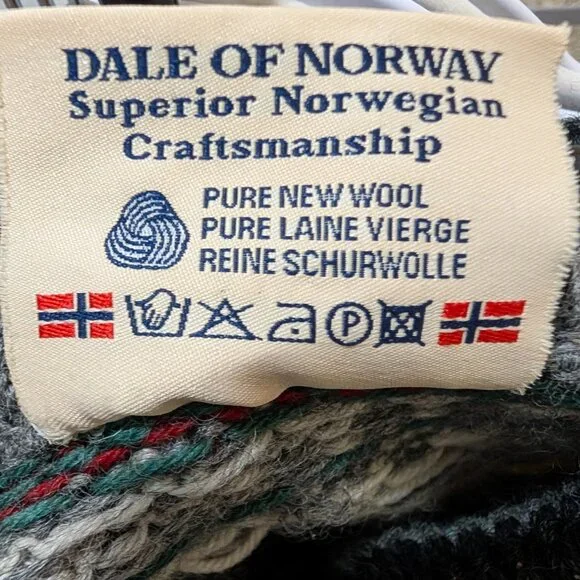 DALE OF NORWAY
Superior Norwegian
Craftsmanship
PURE NEW WOOL
PURE LAINE VIERGE
REINE SCHURWOLLE
P